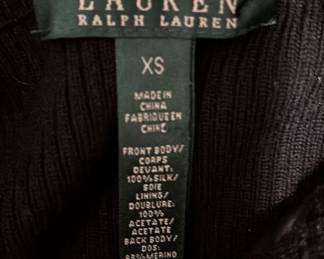 LAUREN
RALPH LAUREN
XS
MADE IN
CHINA
FABRIQUE EN
CHINE
FRONT BODY/
CORPS
DEVANT:
100% SILK/
SOIE
LINING/
DOUBLURE:
100%
ACETATE/
ACETATE
BACK BODY/
DOS:
MERINO